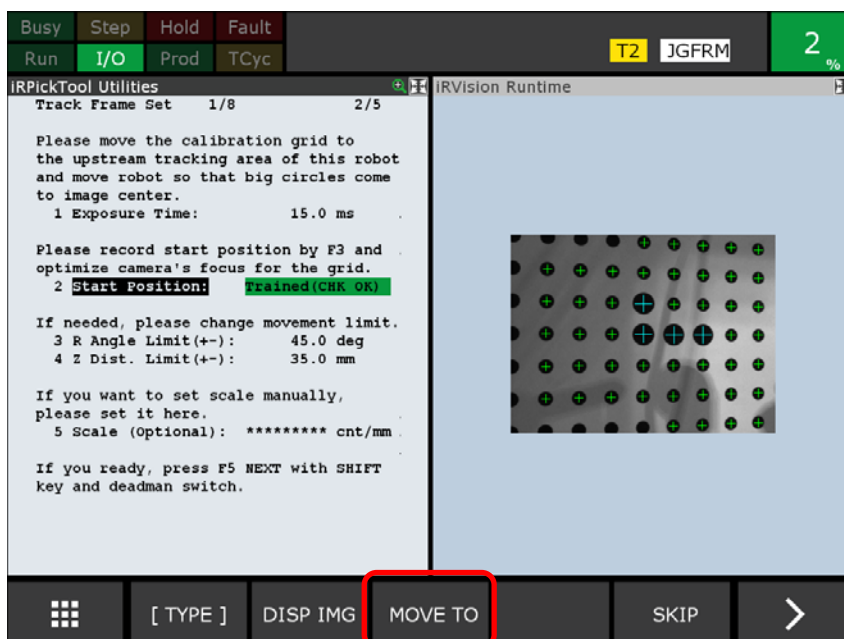 Busy Step Hold Fault
Run I/O Prod TCyc
T2 JGFRM
2 %
iRPickTool Utilities
Track Frame Set 1/8 2/5
Please move the calibration grid to
the upstream tracking area of this robot
and move robot so that big circles come
to image center.
1 Exposure Time: 15.0 ms .
Please record start position by F3 and .
optimize camera's focus for the grid.
2 Start Position: Trained(CHK OK)
If needed, please change movement limit.
3 R Angle Limit(+-): 45.0 deg
4 Z Dist. Limit(+-): 35.0 mm
If you want to set scale manually,
please set it here. .
5 Scale (Optional): ********* cnt/mm .
If you ready, press F5 NEXT with SHIFT
key and deadman switch.
iRVision Runtime
[ TYPE ] DISP IMG MOVE TO SKIP >